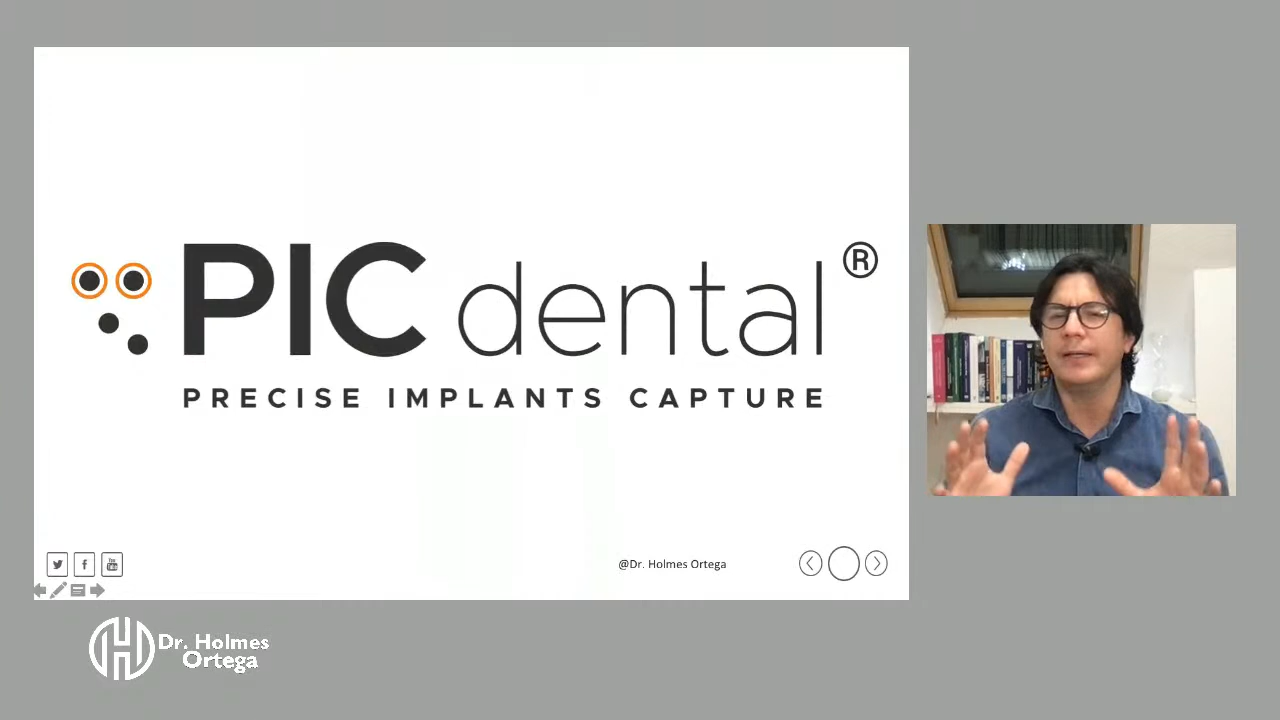 PIC dental ®
PRECISE IMPLANTS CAPTURE
@Dr. Holmes Ortega
Dr. Holmes
Ortega